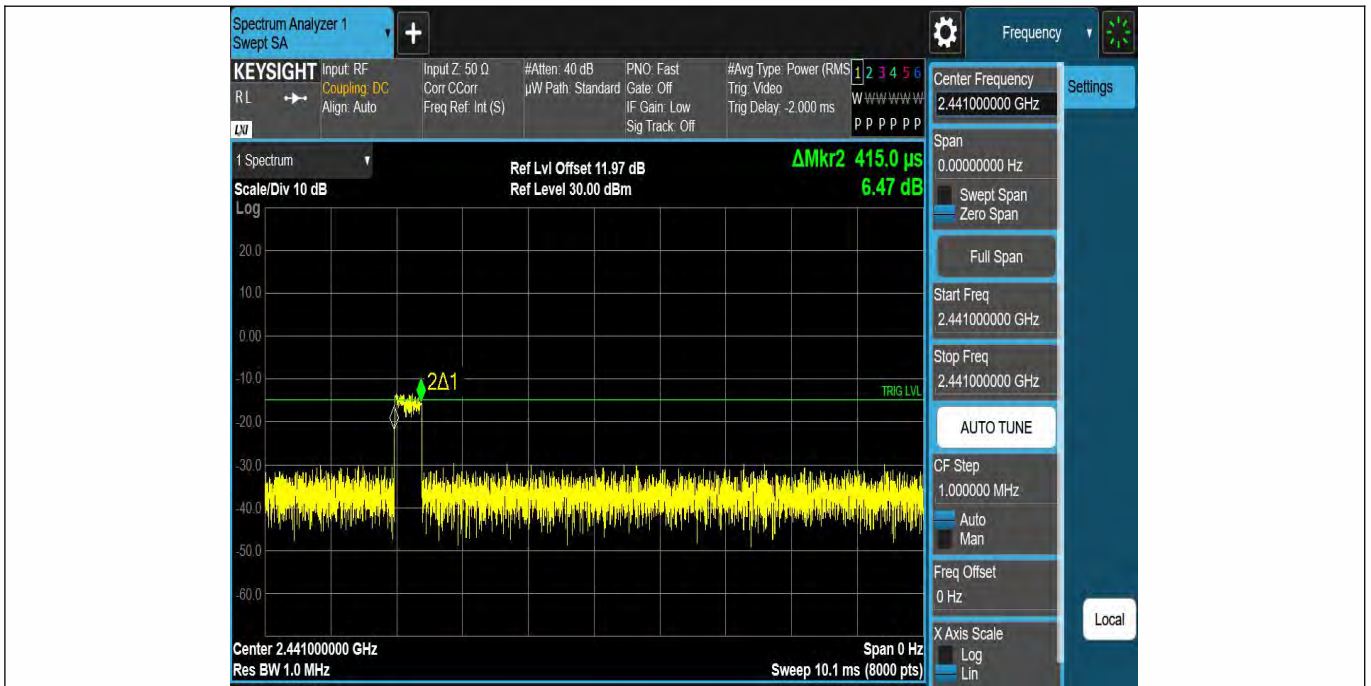 Spectrum Analyzer 1
Swept SA
+
Frequency
KEYSIGHT
RL
LXI
Input: RF
Coupling: DC
Align: Auto
Input Z: 50 Ω
Corr CCorr
Freq Ref: Int (S)
#Atten: 40 dB
µW Path: Standard
PNO: Fast
Gate: Off
IF Gain: Low
Sig Track: Off
#Avg Type: Power (RMS
Trig: Video
Trig Delay: -2.000 ms
1 2 3 4 5 6
W W W W W W
P P P P P P
1 Spectrum
Scale/Div 10 dB
Log
Ref Lvl Offset 11.97 dB
Ref Level 30.00 dBm
ΔMkr2 415.0 µs
6.47 dB
20.0
10.0
0.00
-10.0
-20.0
-30.0
-40.0
-50.0
-60.0
2Δ1
TRIG LVL
Center 2.441000000 GHz
Res BW 1.0 MHz
Span 0 Hz
Sweep 10.1 ms (8000 pts)
Center Frequency
2.441000000 GHz
Span
0.00000000 Hz
Swept Span
Zero Span
Full Span
Start Freq
2.441000000 GHz
Stop Freq
2.441000000 GHz
AUTO TUNE
CF Step
1.000000 MHz
Auto
Man
Freq Offset
0 Hz
X Axis Scale
Log
Lin
Settings
Local